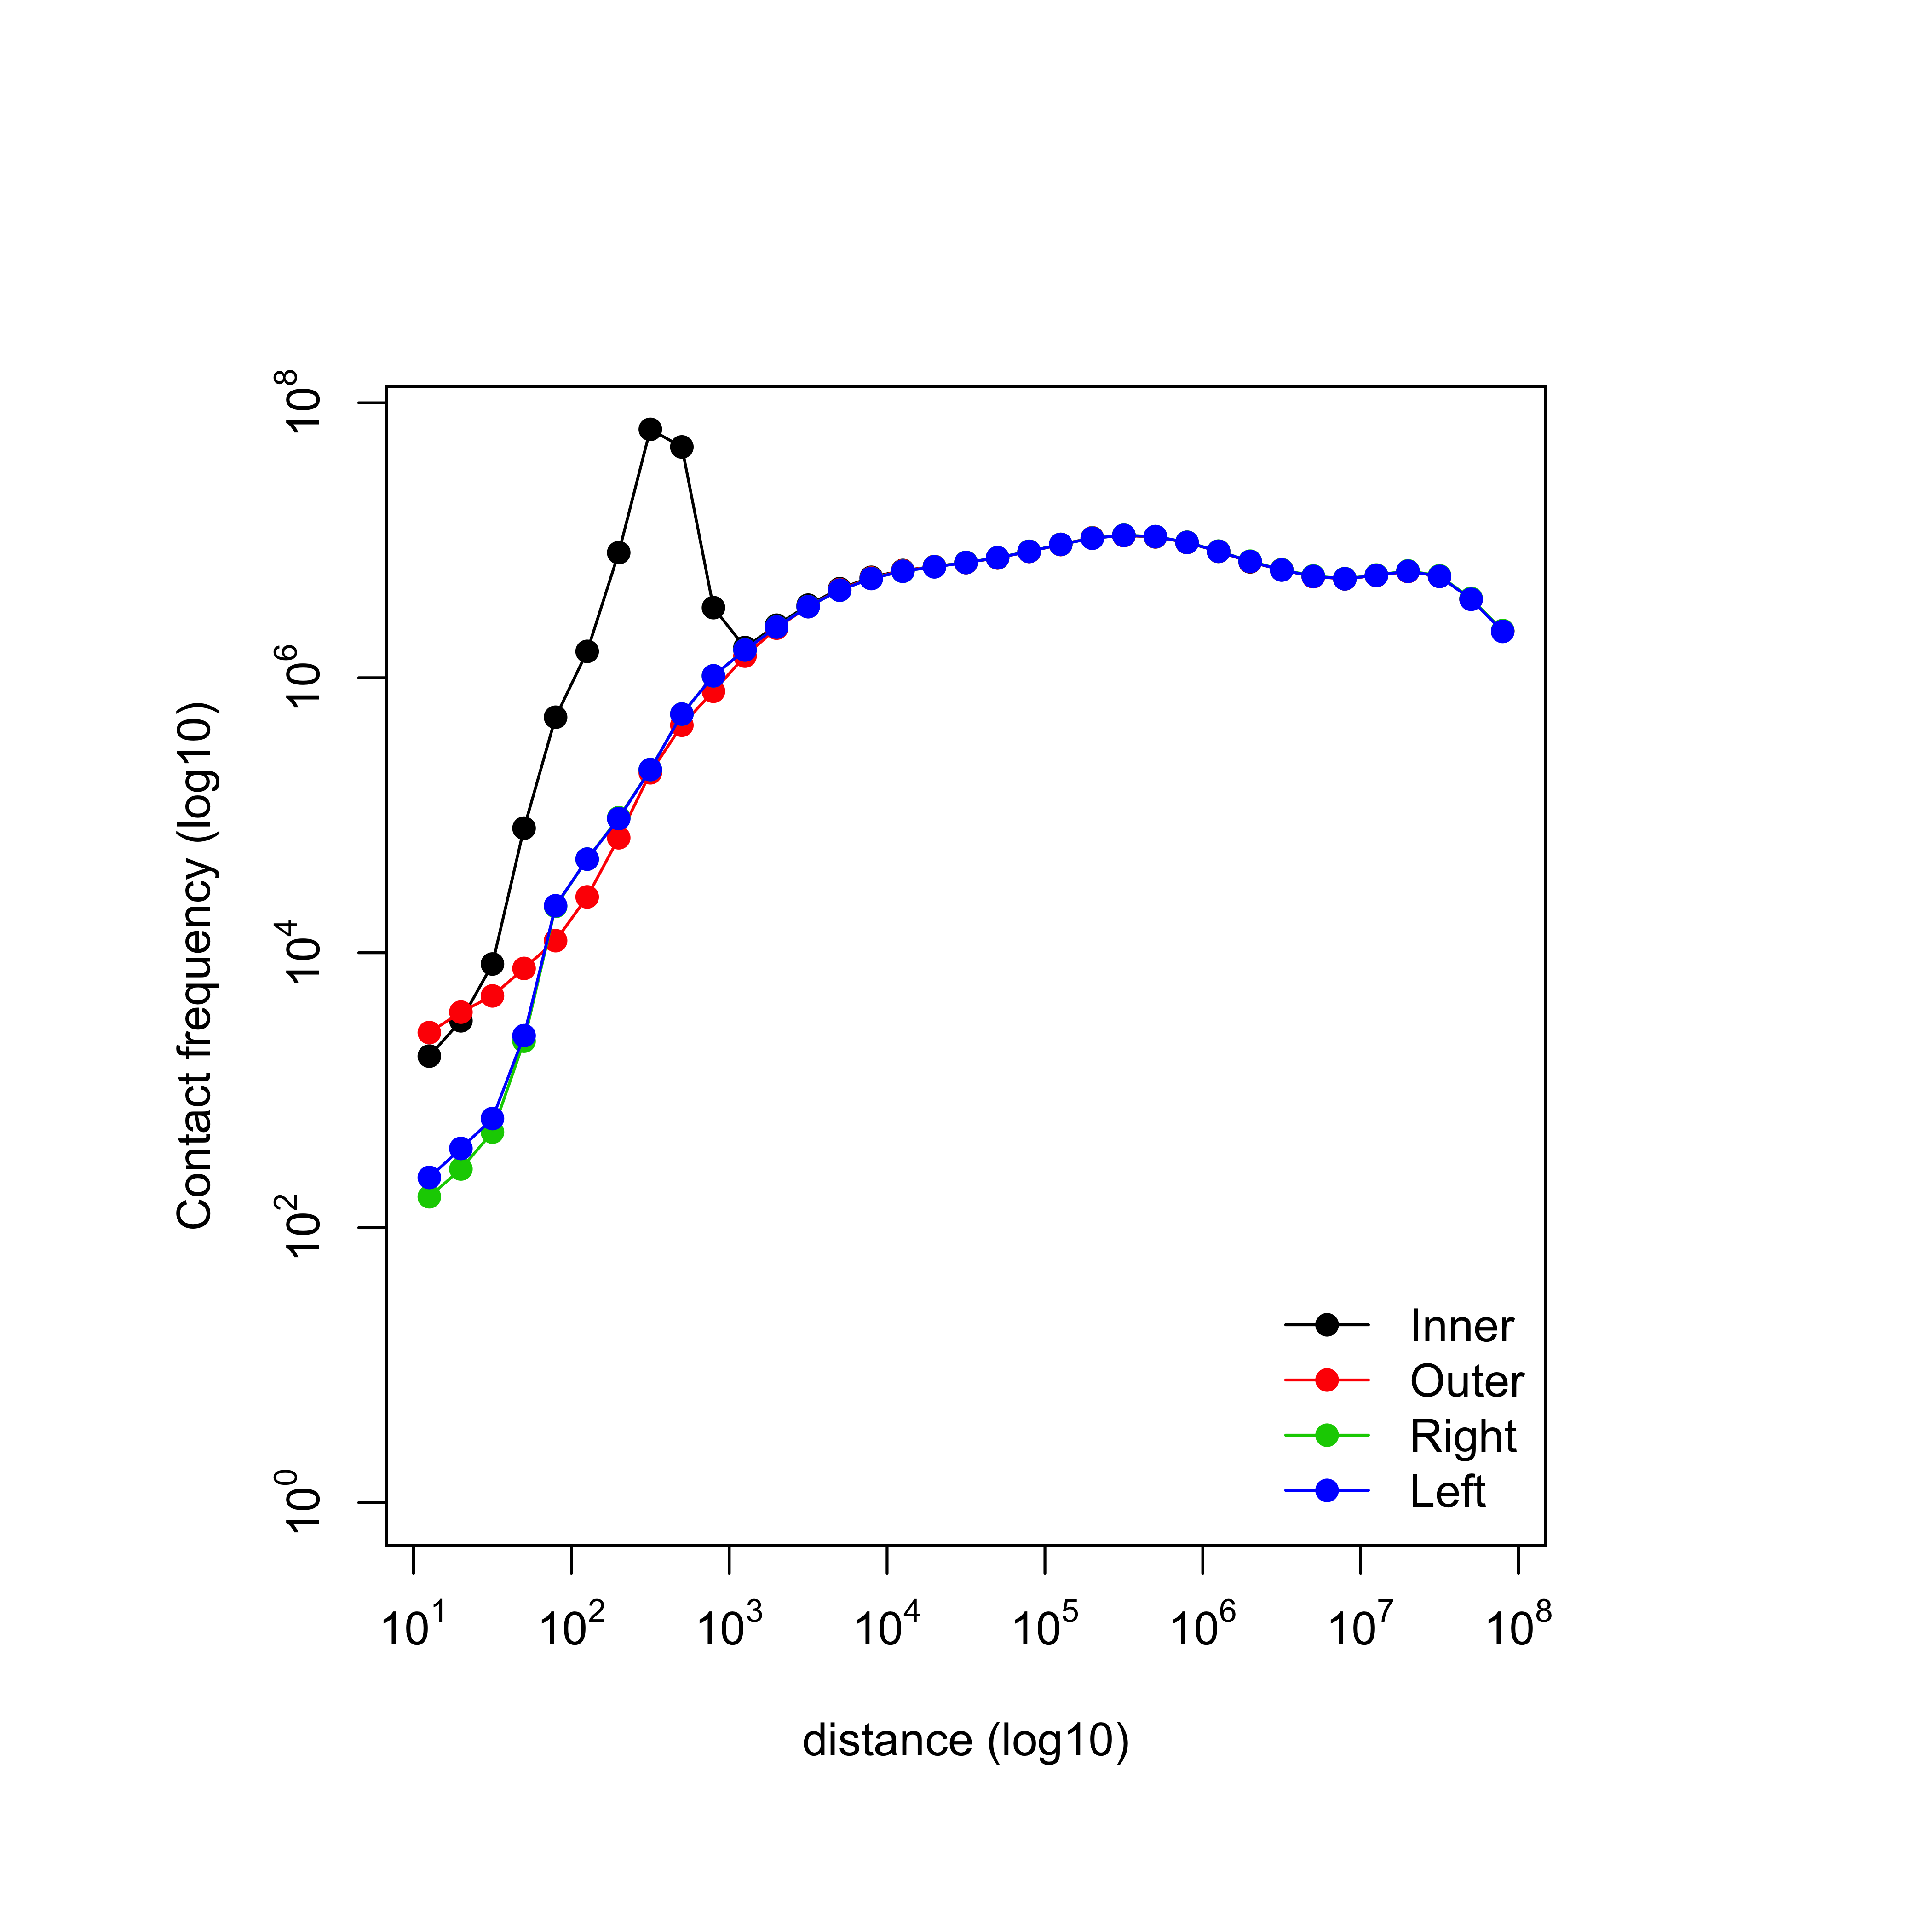 Contact frequency (log10)
10^8
10^6
10^4
10^2
10^0
Inner
Outer
Right
Left
10^1 10^2 10^3 10^4 10^5 10^6 10^7 10^8
distance (log10)